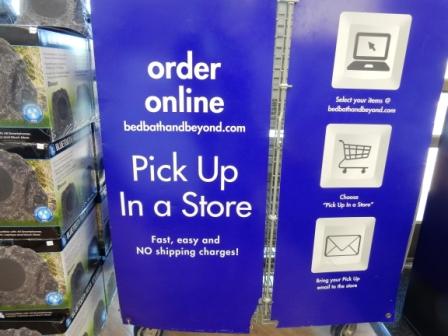 order
online
bedbathandbeyond.com
Pick Up
In a Store
Fast, easy and
NO shipping charges!
Select your items @
bedbathandbeyond.com
Choose
"Pick Up In a Store"
Bring your Pick Up
email to the store